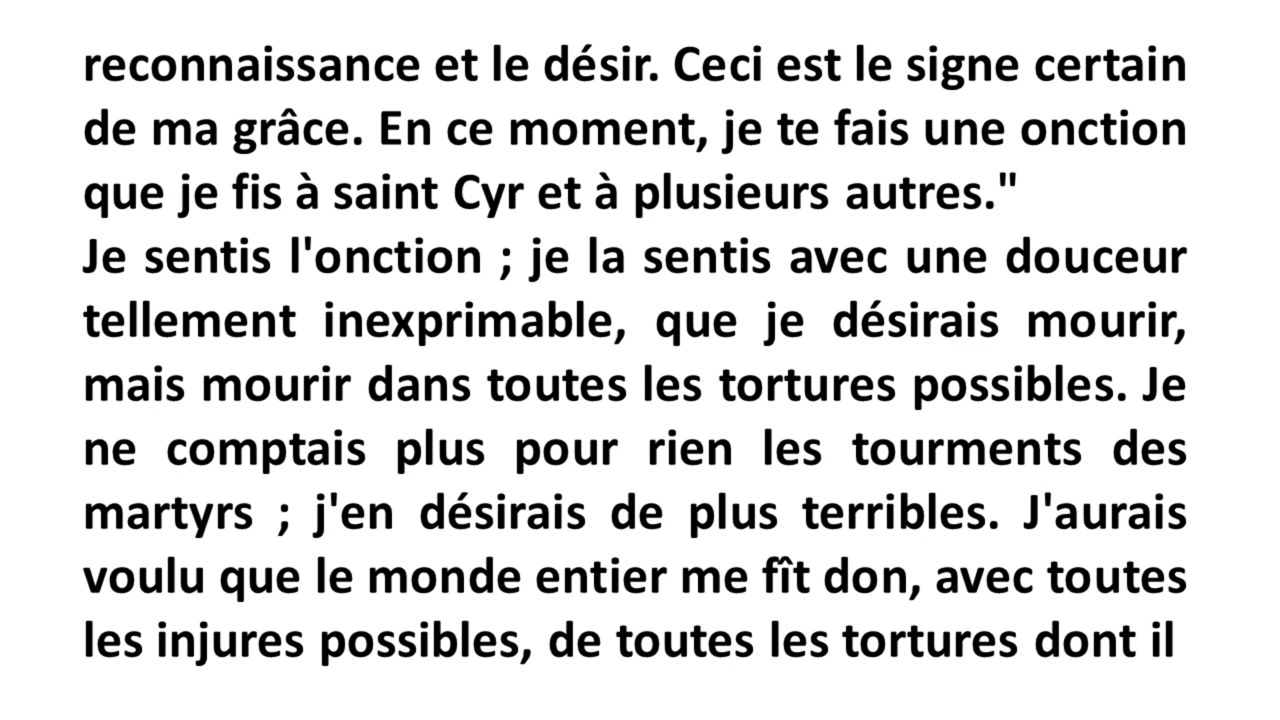 reconnaissance et le désir. Ceci est le signe certain
de ma grâce. En ce moment, je te fais une onction
que je fis à saint Cyr et à plusieurs autres."
Je sentis l'onction ; je la sentis avec une douceur
tellement inexprimable, que je désirais mourir,
mais mourir dans toutes les tortures possibles. Je
ne comptais plus pour rien les tourments des
martyrs ; j'en désirais de plus terribles. J'aurais
voulu que le monde entier me fît don, avec toutes
les injures possibles, de toutes les tortures dont il